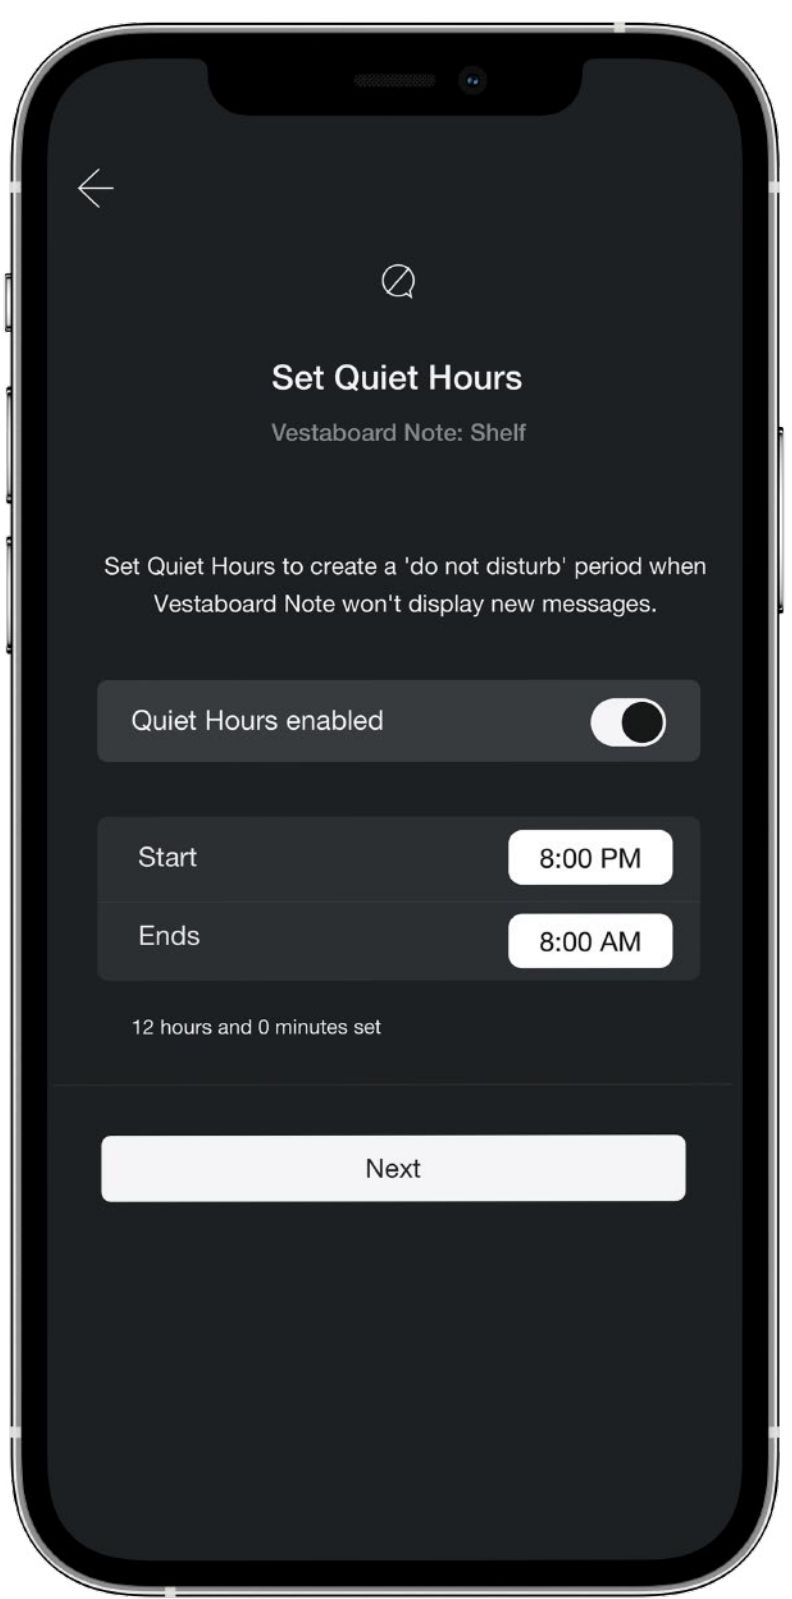 Set Quiet Hours
Vestaboard Note: Shelf
Set Quiet Hours to create a 'do not disturb' period when
Vestaboard Note won't display new messages.
Quiet Hours enabled
Start
8:00 PM
Ends
8:00 AM
12 hours and 0 minutes set
Next